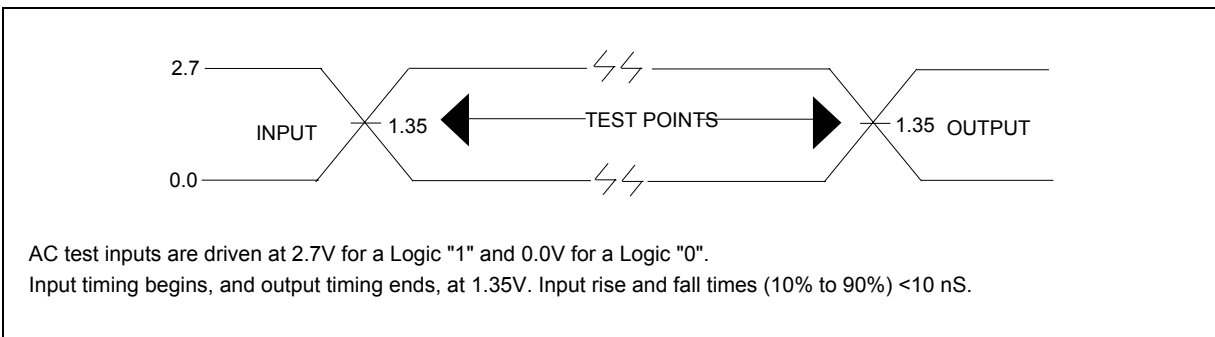 2.7
INPUT
1.35
TEST POINTS
1.35
OUTPUT
0.0
AC test inputs are driven at 2.7V for a Logic "1" and 0.0V for a Logic "0".
Input timing begins, and output timing ends, at 1.35V. Input rise and fall times (10% to 90%) <10 nS.